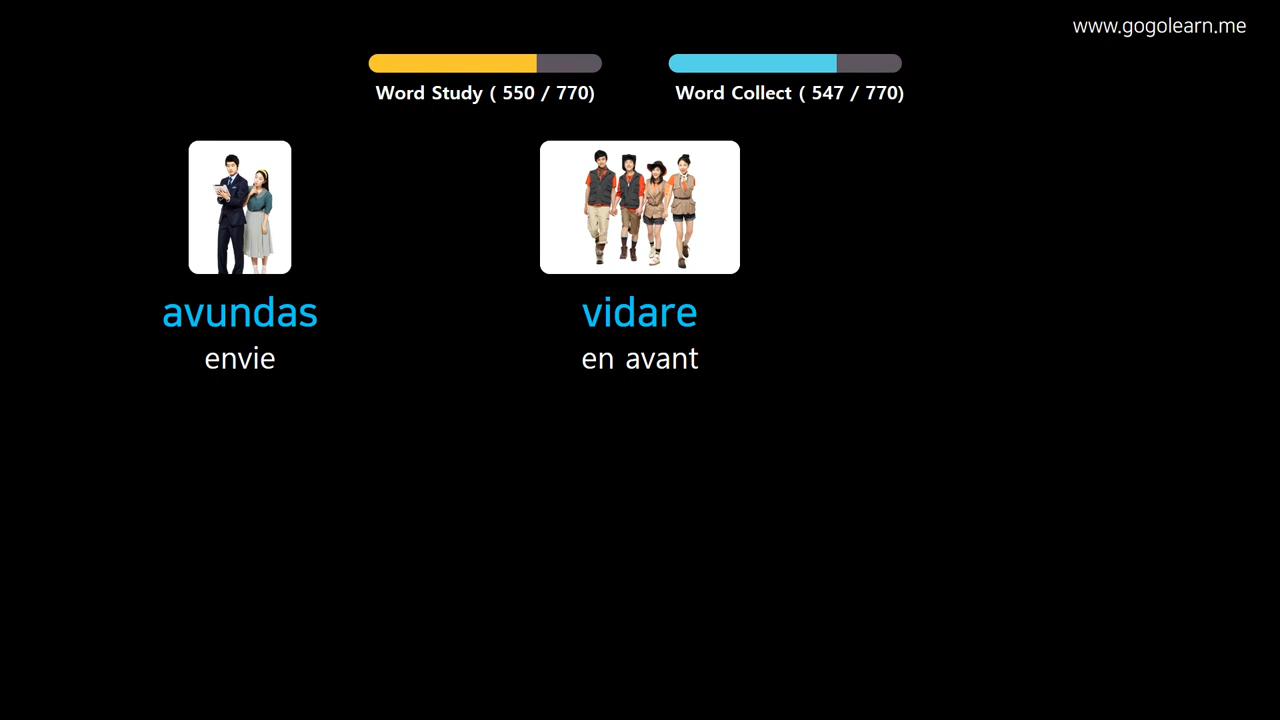 www.gogolearn.me
Word Study ( 550 / 770)
Word Collect ( 547 / 770)
avundas
envie
vidare
en avant